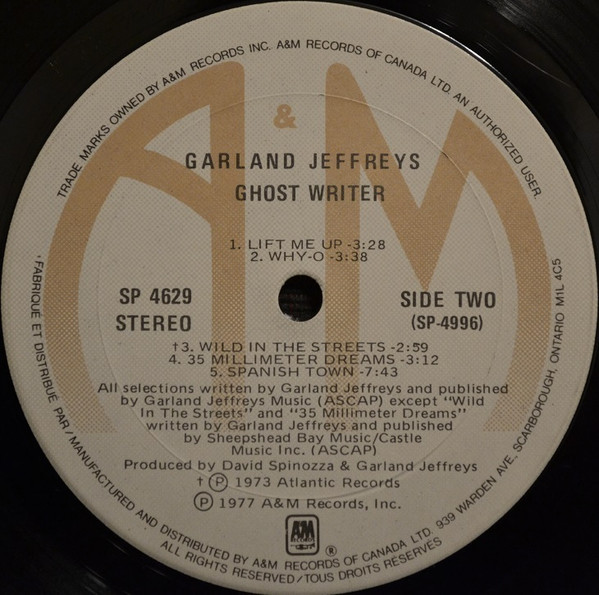 TRADE MARKS OWNED BY A&M RECORDS INC. A&M RECORDS OF CANADA LTD. AN AUTHORIZED USER.
A & M
GARLAND JEFFREYS
GHOST WRITER
1. LIFT ME UP -3:28
2. WHY-O -3:38
SP 4629
STEREO
SIDE TWO
(SP-4996)
†3. WILD IN THE STREETS -2:59
4. 35 MILLIMETER DREAMS -3:12
5. SPANISH TOWN -7:43
All selections written by Garland Jeffreys and published
by Garland Jeffreys Music (ASCAP) except "Wild
In The Streets" and "35 Millimeter Dreams"
written by Garland Jeffreys and published
by Sheepshead Bay Music/Castle
Music Inc. (ASCAP)
Produced by David Spinozza & Garland Jeffreys
† Ⓟ 1973 Atlantic Records
Ⓟ 1977 A&M Records, Inc.
A&M
RECORDS
®
FABRIQUÉ ET DISTRIBUÉ PAR / MANUFACTURED AND DISTRIBUTED BY A&M RECORDS OF CANADA LTD. 939 WARDEN AVE, SCARBOROUGH, ONTARIO M1L 4C5
ALL RIGHTS RESERVED/TOUS DROITS RESERVÉS